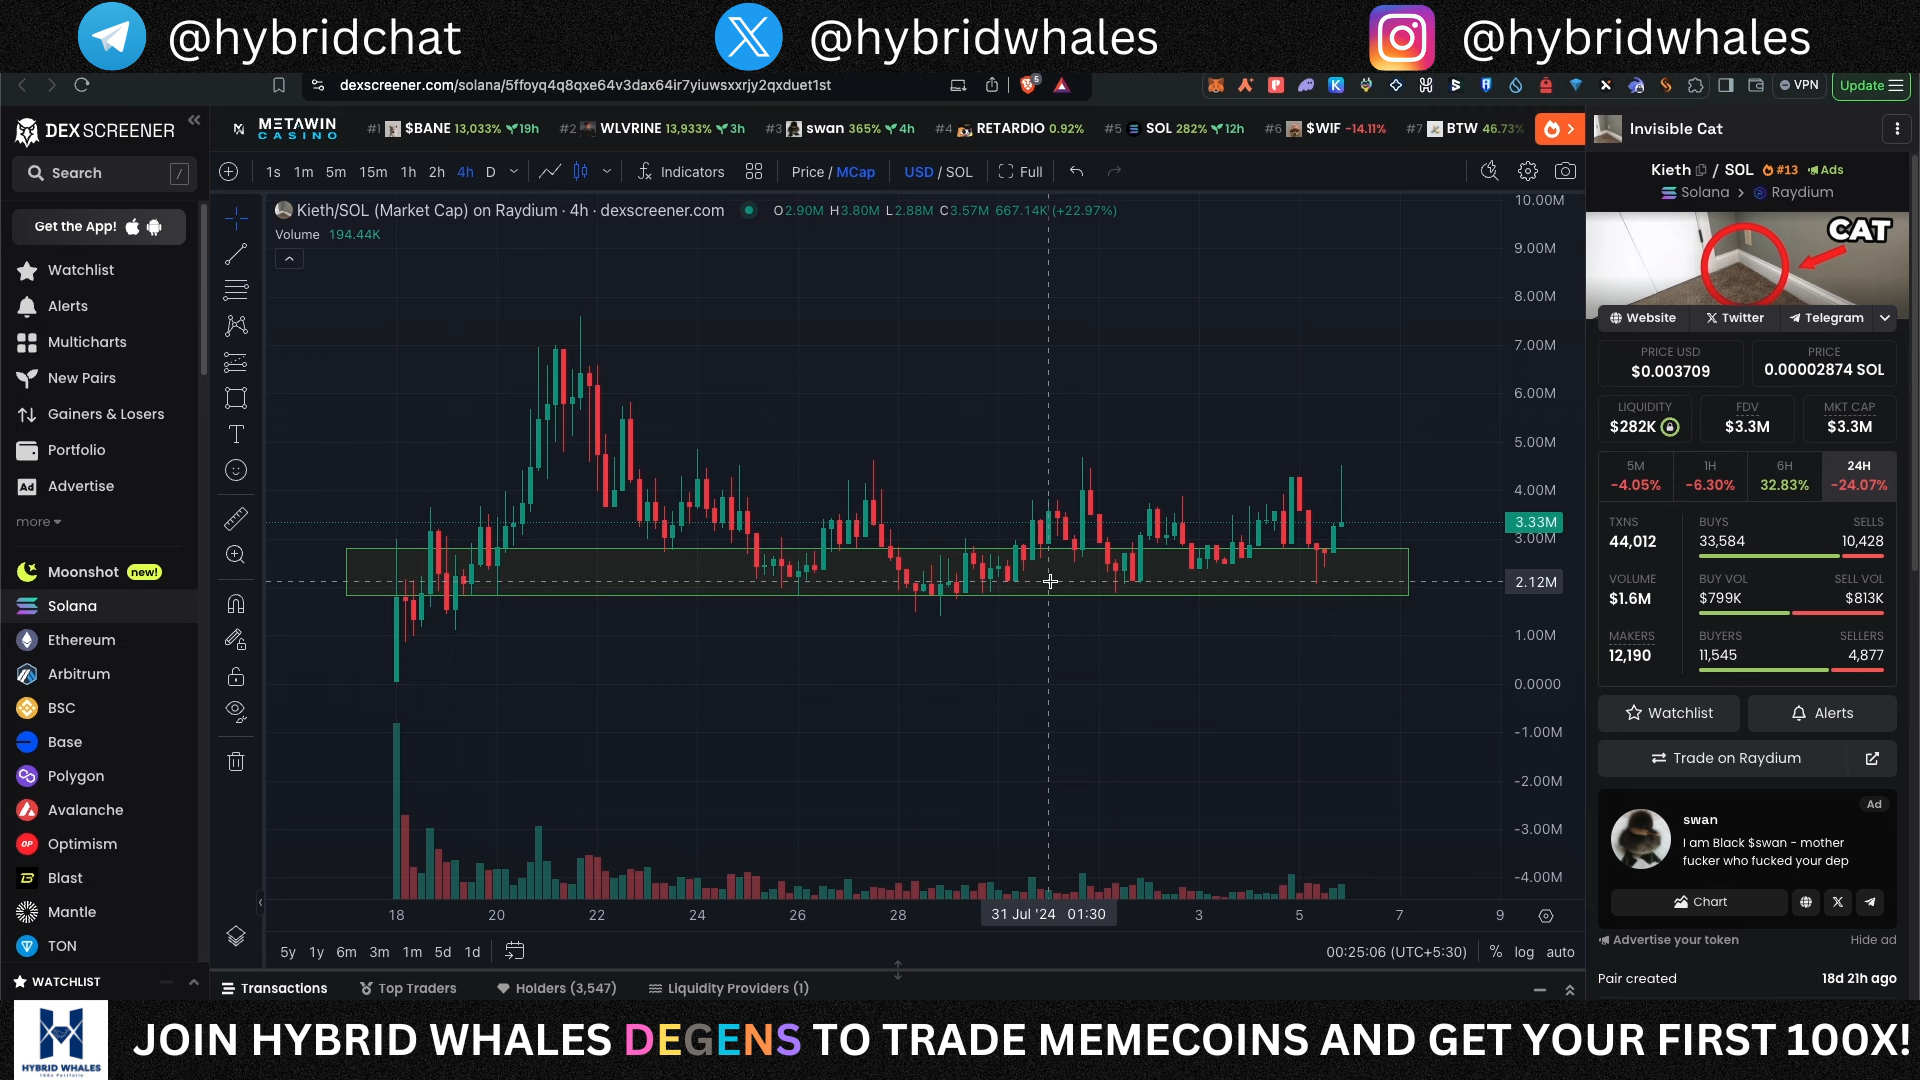 @hybridchat
@hybridwhales
@hybridwhales
dexscreener.com/solana/5ffoyq4q8qxe64v3dax64ir7yiuwsxxrjy2qxduet1st
5
VPN
Update
DEX SCREENER
METAWIN
CASINO
#1 $BANE 13,033% 19h
#2 WLVRINE 13,933% 3h
#3 swan 365% 4h
#4 RETARDIO 0.92%
#5 SOL 282% 12h
#6 $WIF -14.11%
#7 BTW 46.73%
Invisible Cat
Search
/
1s 1m 5m 15m 1h 2h 4h D
Indicators
Price / MCap
USD / SOL
Full
Kieth / SOL #13 Ads
Solana > Raydium
Get the App!
Watchlist
Alerts
Multicharts
New Pairs
Gainers & Losers
Portfolio
Ad Advertise
more
Moonshot new!
Solana
Ethereum
Arbitrum
BSC
Base
Polygon
Avalanche
OP Optimism
Blast
Mantle
TON
WATCHLIST
Kieth/SOL (Market Cap) on Raydium · 4h · dexscreener.com
O2.90M H3.80M L2.88M C3.57M 667.14K (+22.97%)
Volume 194.44K
10.00M
9.00M
8.00M
7.00M
6.00M
5.00M
4.00M
3.33M
3.00M
2.12M
1.00M
0.0000
-1.00M
-2.00M
-3.00M
-4.00M
18 20 22 24 26 28 31 Jul '24 01:30 3 5 7 9
5y 1y 6m 3m 1m 5d 1d
00:25:06 (UTC+5:30) % log auto
Transactions
Top Traders
Holders (3,547)
Liquidity Providers (1)
CAT
Website
Twitter
Telegram
PRICE USD
$0.003709
PRICE
0.00002874 SOL
LIQUIDITY
$282K
FDV
$3.3M
MKT CAP
$3.3M
5M
-4.05%
1H
-6.30%
6H
32.83%
24H
-24.07%
TXNS
44,012
BUYS
33,584
SELLS
10,428
VOLUME
$1.6M
BUY VOL
$799K
SELL VOL
$813K
MAKERS
12,190
BUYERS
11,545
SELLERS
4,877
Watchlist
Alerts
Trade on Raydium
Ad
swan
I am Black $swan - mother
fucker who fucked your dep
Chart
Advertise your token
Hide ad
Pair created
18d 21h ago
HYBRID WHALES
JOIN HYBRID WHALES DEGENS TO TRADE MEMECOINS AND GET YOUR FIRST 100X!